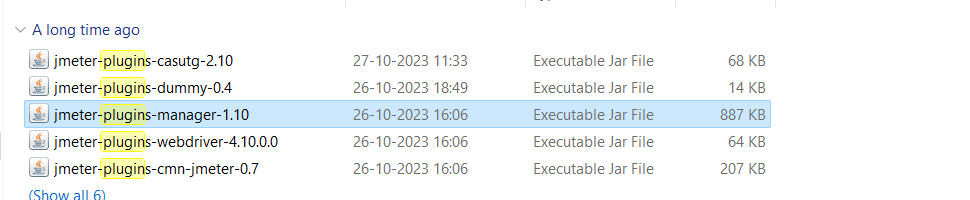 A long time ago
jmeter-plugins-casutg-2.10 27-10-2023 11:33 Executable Jar File 68 KB
jmeter-plugins-dummy-0.4 26-10-2023 18:49 Executable Jar File 14 KB
jmeter-plugins-manager-1.10 26-10-2023 16:06 Executable Jar File 887 KB
jmeter-plugins-webdriver-4.10.0.0 26-10-2023 16:06 Executable Jar File 64 KB
jmeter-plugins-cmn-jmeter-0.7 26-10-2023 16:06 Executable Jar File 207 KB
(Show all 6)